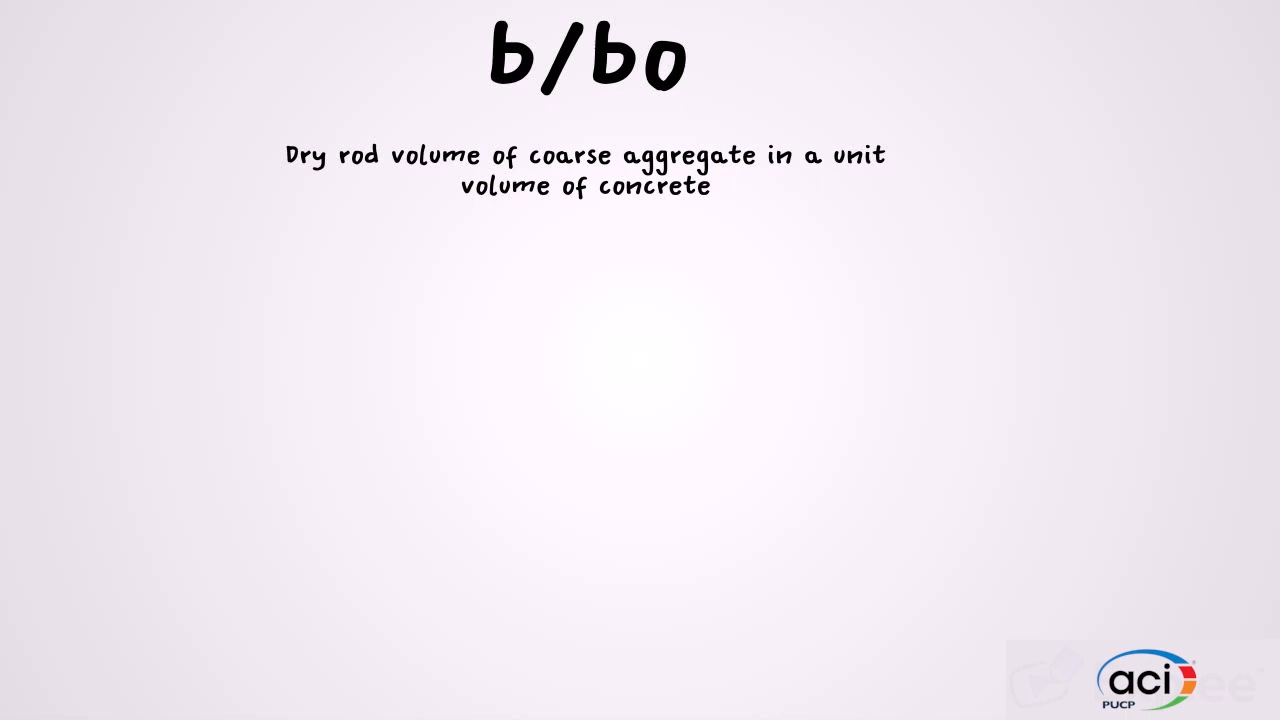 b/bo
Dry rod volume of coarse aggregate in a unit
volume of concrete
aci
PUCP